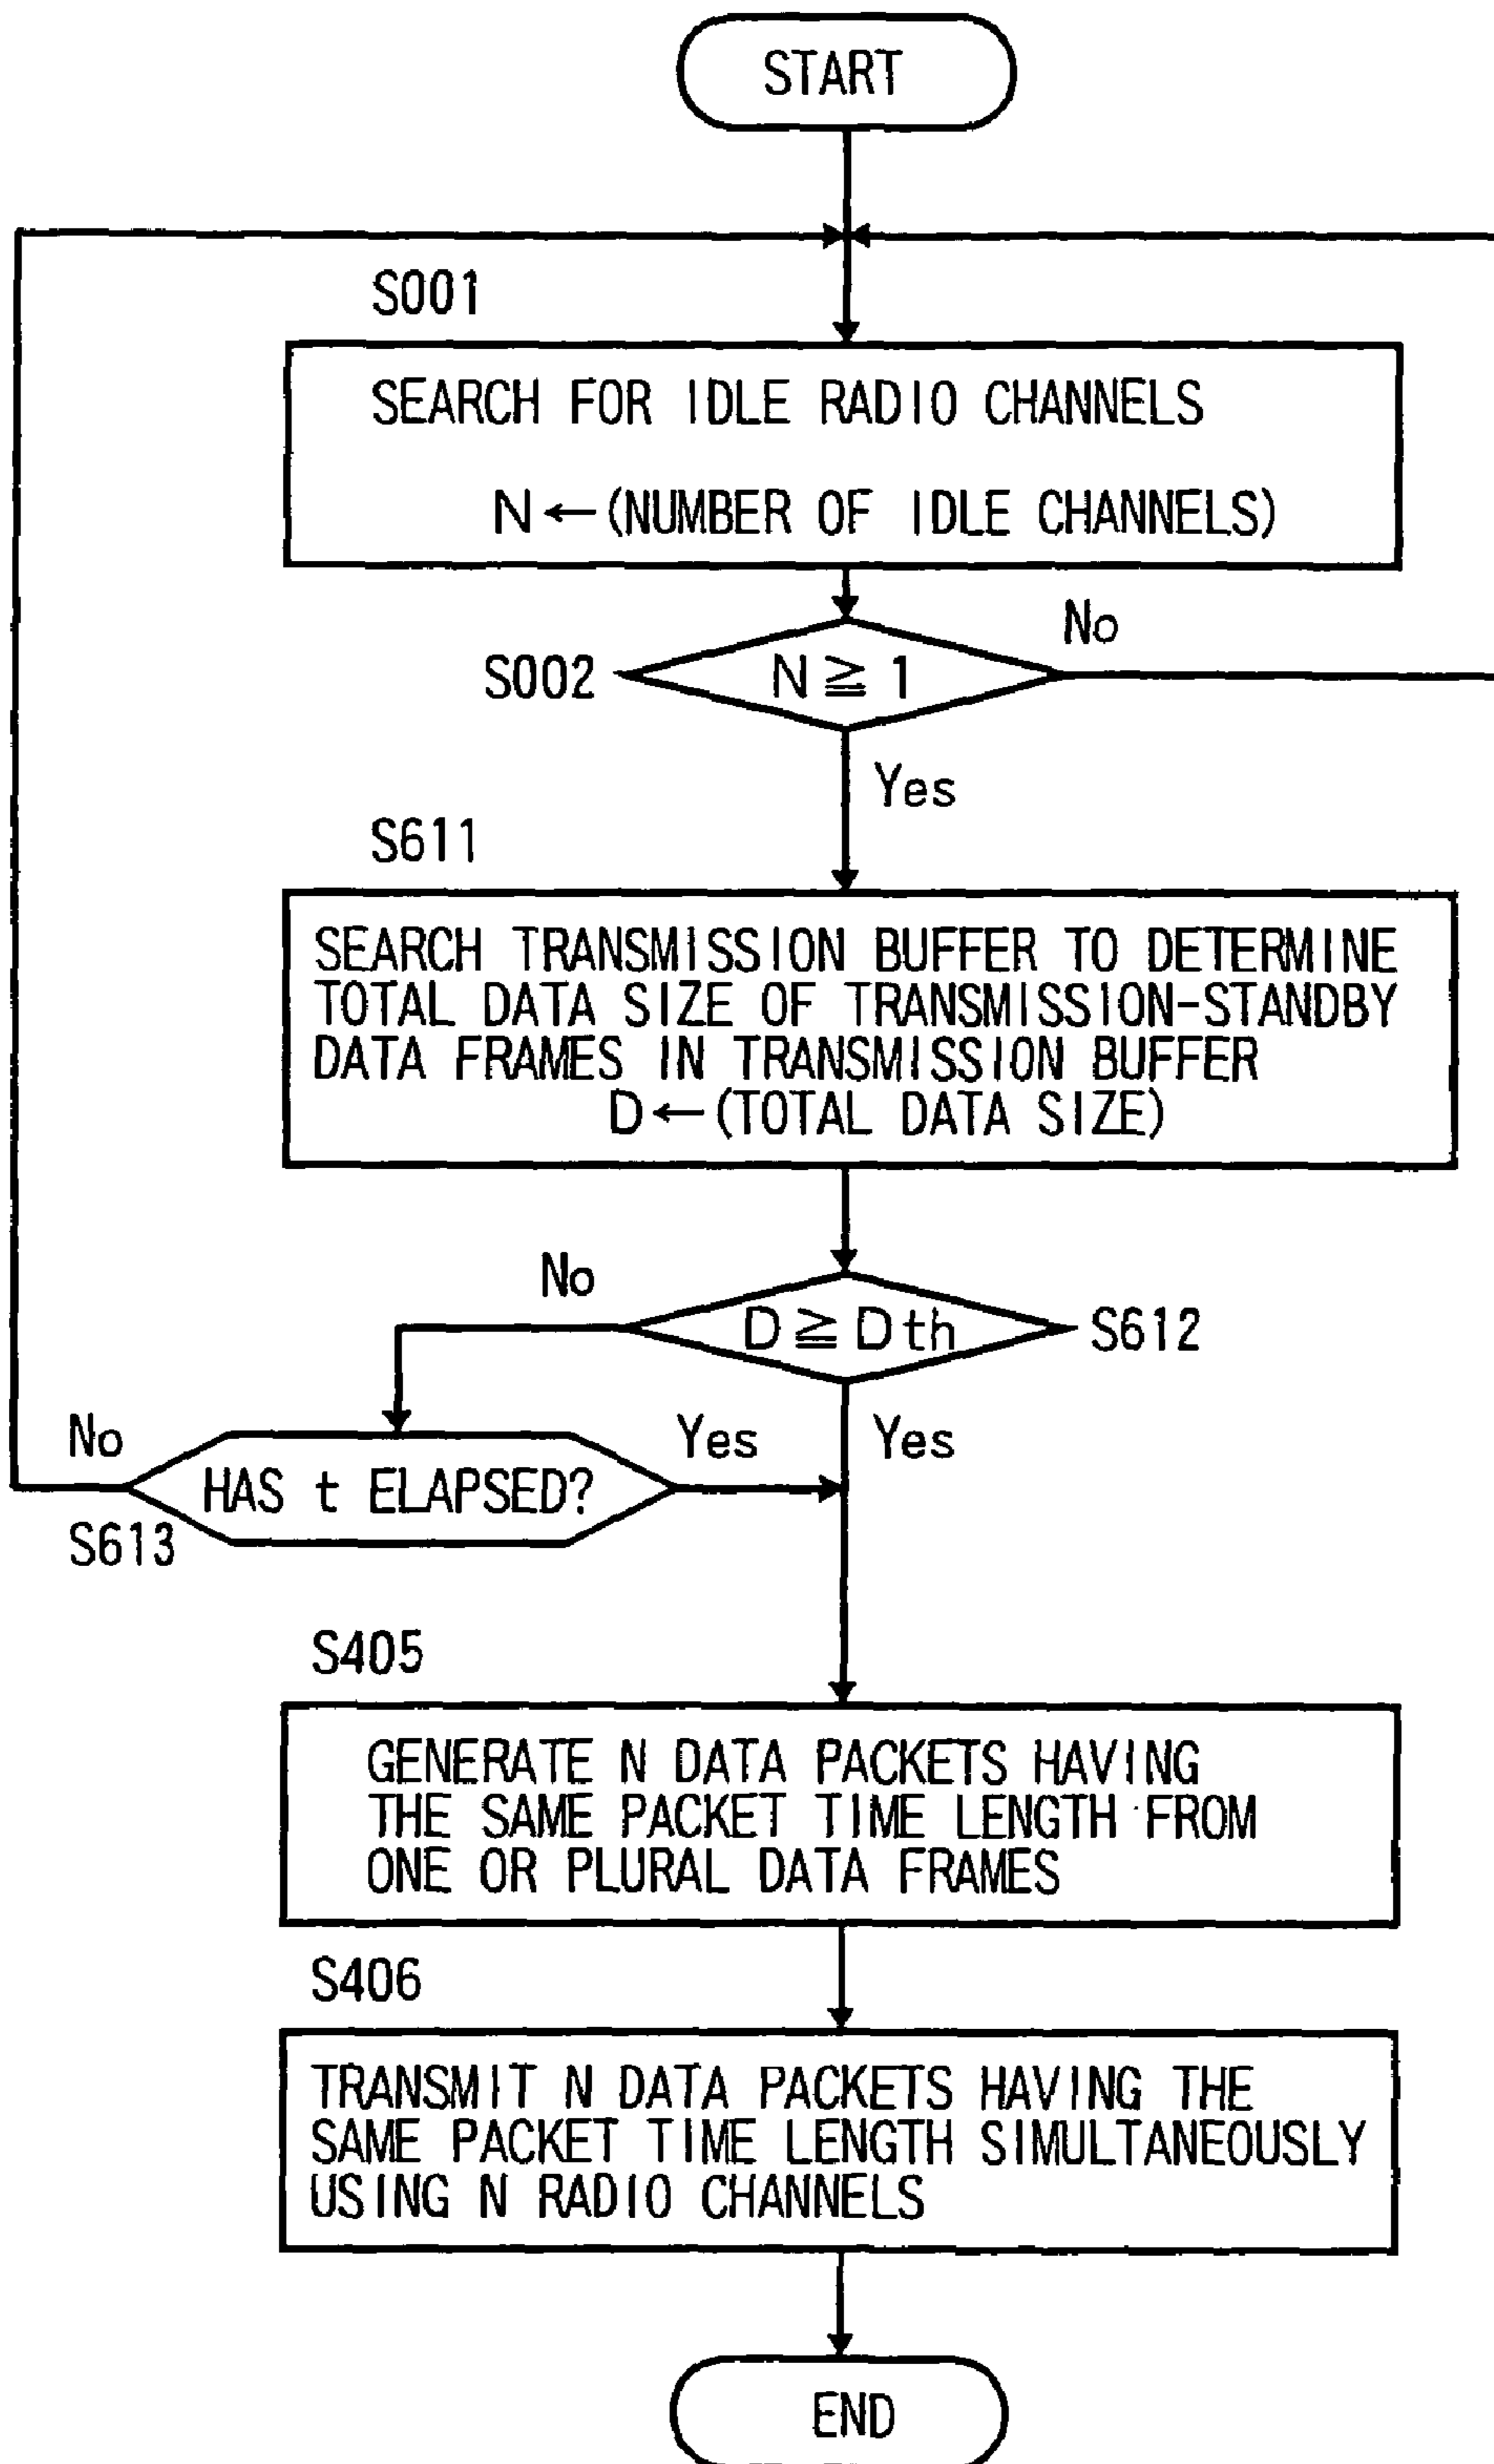 START
S001
SEARCH FOR IDLE RADIO CHANNELS
N←(NUMBER OF IDLE CHANNELS)
No
S002
N ≧ 1
Yes
S611
SEARCH TRANSMISSION BUFFER TO DETERMINE
TOTAL DATA SIZE OF TRANSMISSION-STANDBY
DATA FRAMES IN TRANSMISSION BUFFER
D←(TOTAL DATA SIZE)
No
D ≧ Dth
S612
No
Yes
Yes
HAS t ELAPSED?
S613
S405
GENERATE N DATA PACKETS HAVING
THE SAME PACKET TIME LENGTH FROM
ONE OR PLURAL DATA FRAMES
S406
TRANSMIT N DATA PACKETS HAVING THE
SAME PACKET TIME LENGTH SIMULTANEOUSLY
USING N RADIO CHANNELS
END